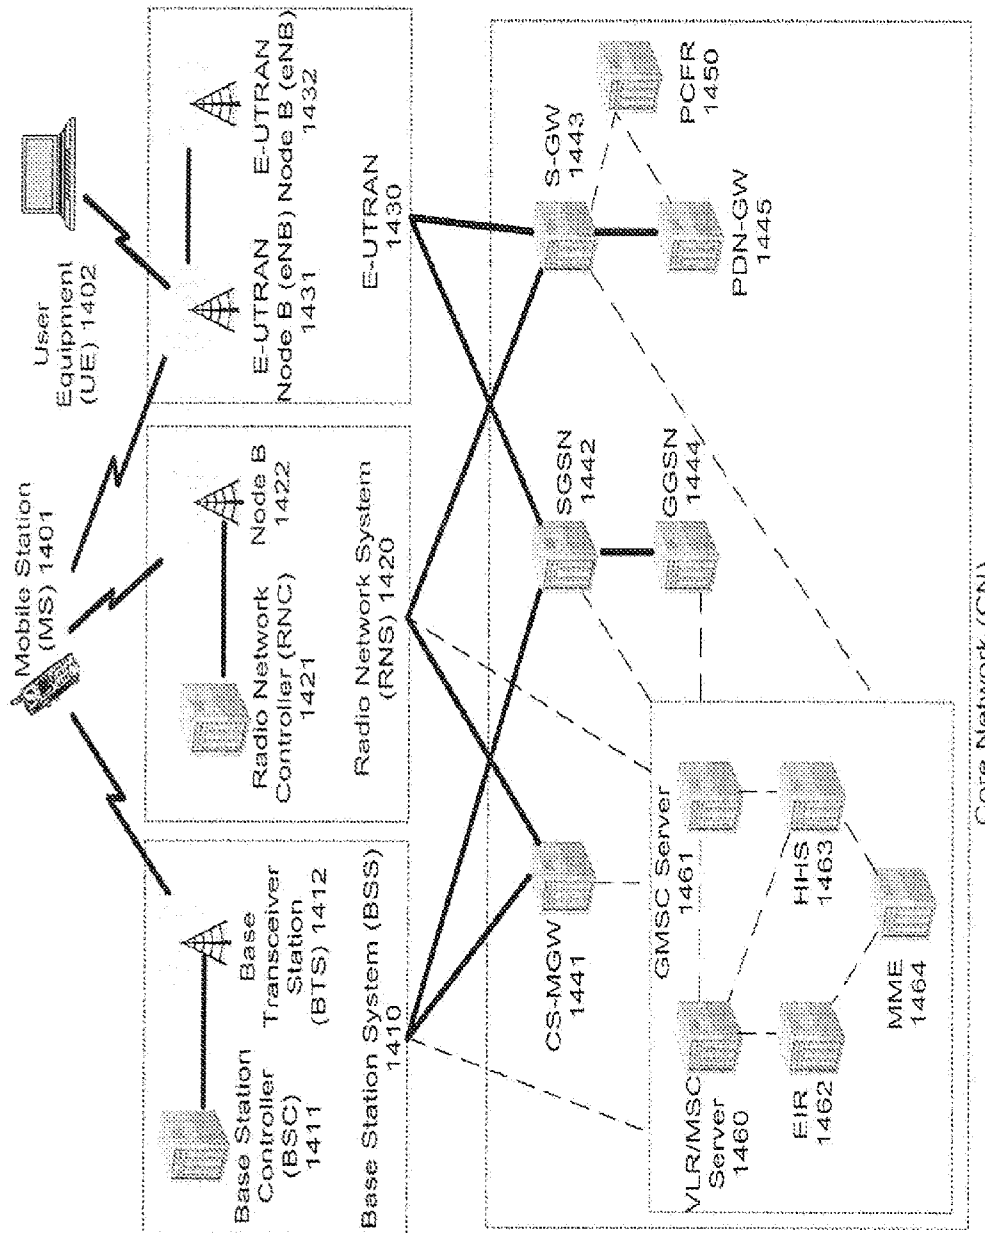 Mobile Station
(MS) 1401
User
Equipment
(UE) 1402
Base Station
Controller
(BSC)
1411
Base
Transceiver
Station
(BTS) 1412
Base Station System (BSS)
1410
Radio Network
Controller (RNC)
1421
Node B
1422
Radio Network System
(RNS) 1420
E-UTRAN
Node B (eNB)
1431
E-UTRAN
Node B (eNB)
1432
E-UTRAN
1430
CS-MGW
1441
SGSN
1442
S-GW
1443
GGSN
1444
PDN-GW
1445
PCFR
1450
GMSC Server
1461
VLR/MSC
Server
1460
EIR
1462
HHS
1463
MME
1464
Core Network (CN)